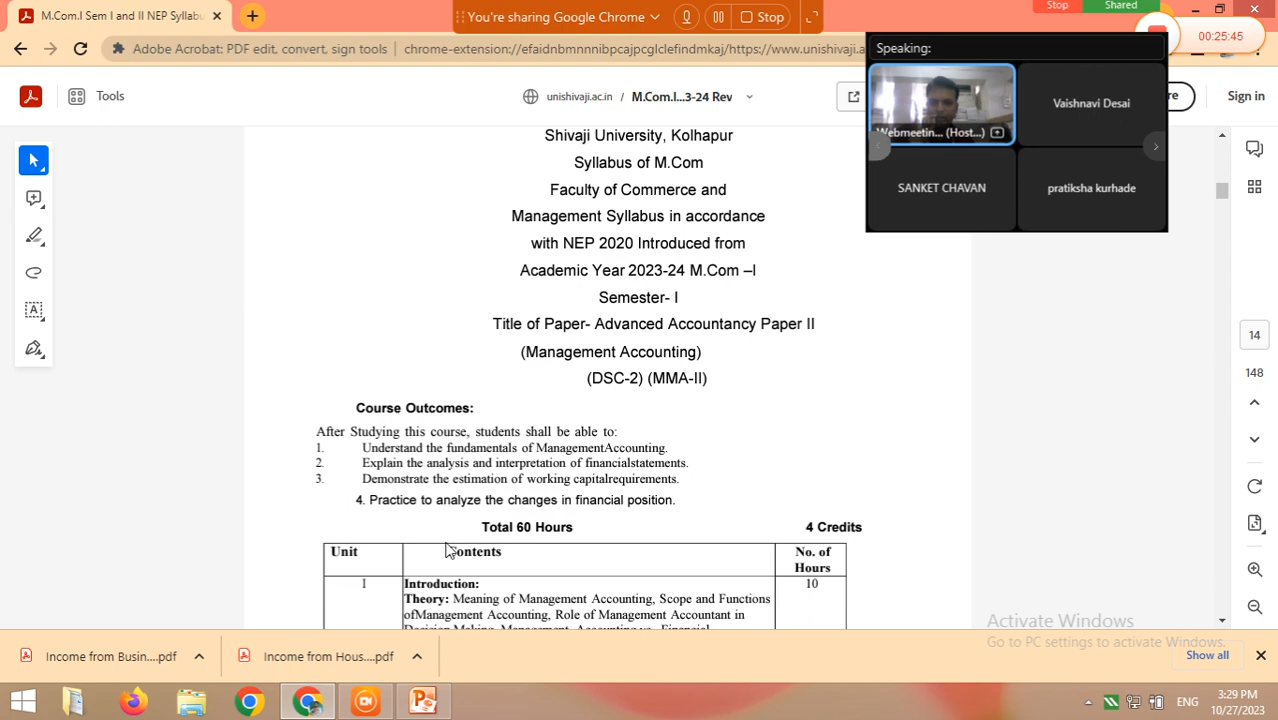 M.Com.I Sem I and II NEP Syllabu
You're sharing Google Chrome
Stop
Stop
Shared
00:25:45
Adobe Acrobat: PDF edit, convert, sign tools
chrome-extension://efaidnbmnnnibpcajpcglclefindmkaj/https://www.unishivaji.a
Speaking:
Webmeetin... (Host...)
Vaishnavi Desai
SANKET CHAVAN
pratiksha kurhade
Tools
unishivaji.ac.in / M.Com.I...3-24 Rev
Sign in
Shivaji University, Kolhapur
Syllabus of M.Com
Faculty of Commerce and
Management Syllabus in accordance
with NEP 2020 Introduced from
Academic Year 2023-24 M.Com –I
Semester- I
Title of Paper- Advanced Accountancy Paper II
(Management Accounting)
(DSC-2) (MMA-II)
14
148
Course Outcomes:
After Studying this course, students shall be able to:
1. Understand the fundamentals of ManagementAccounting.
2. Explain the analysis and interpretation of financialstatements.
3. Demonstrate the estimation of working capitalrequirements.
4. Practice to analyze the changes in financial position.
Total 60 Hours 4 Credits
Unit Contents No. of
Hours
1 Introduction: 10
Theory: Meaning of Management Accounting, Scope and Functions
ofManagement Accounting, Role of Management Accountant in
Decision Making, Management Accounting vs. Financial
Activate Windows
Go to PC settings to activate Windows.
Income from Busin....pdf
Income from Hous....pdf
Show all
ENG
3:29 PM
10/27/2023